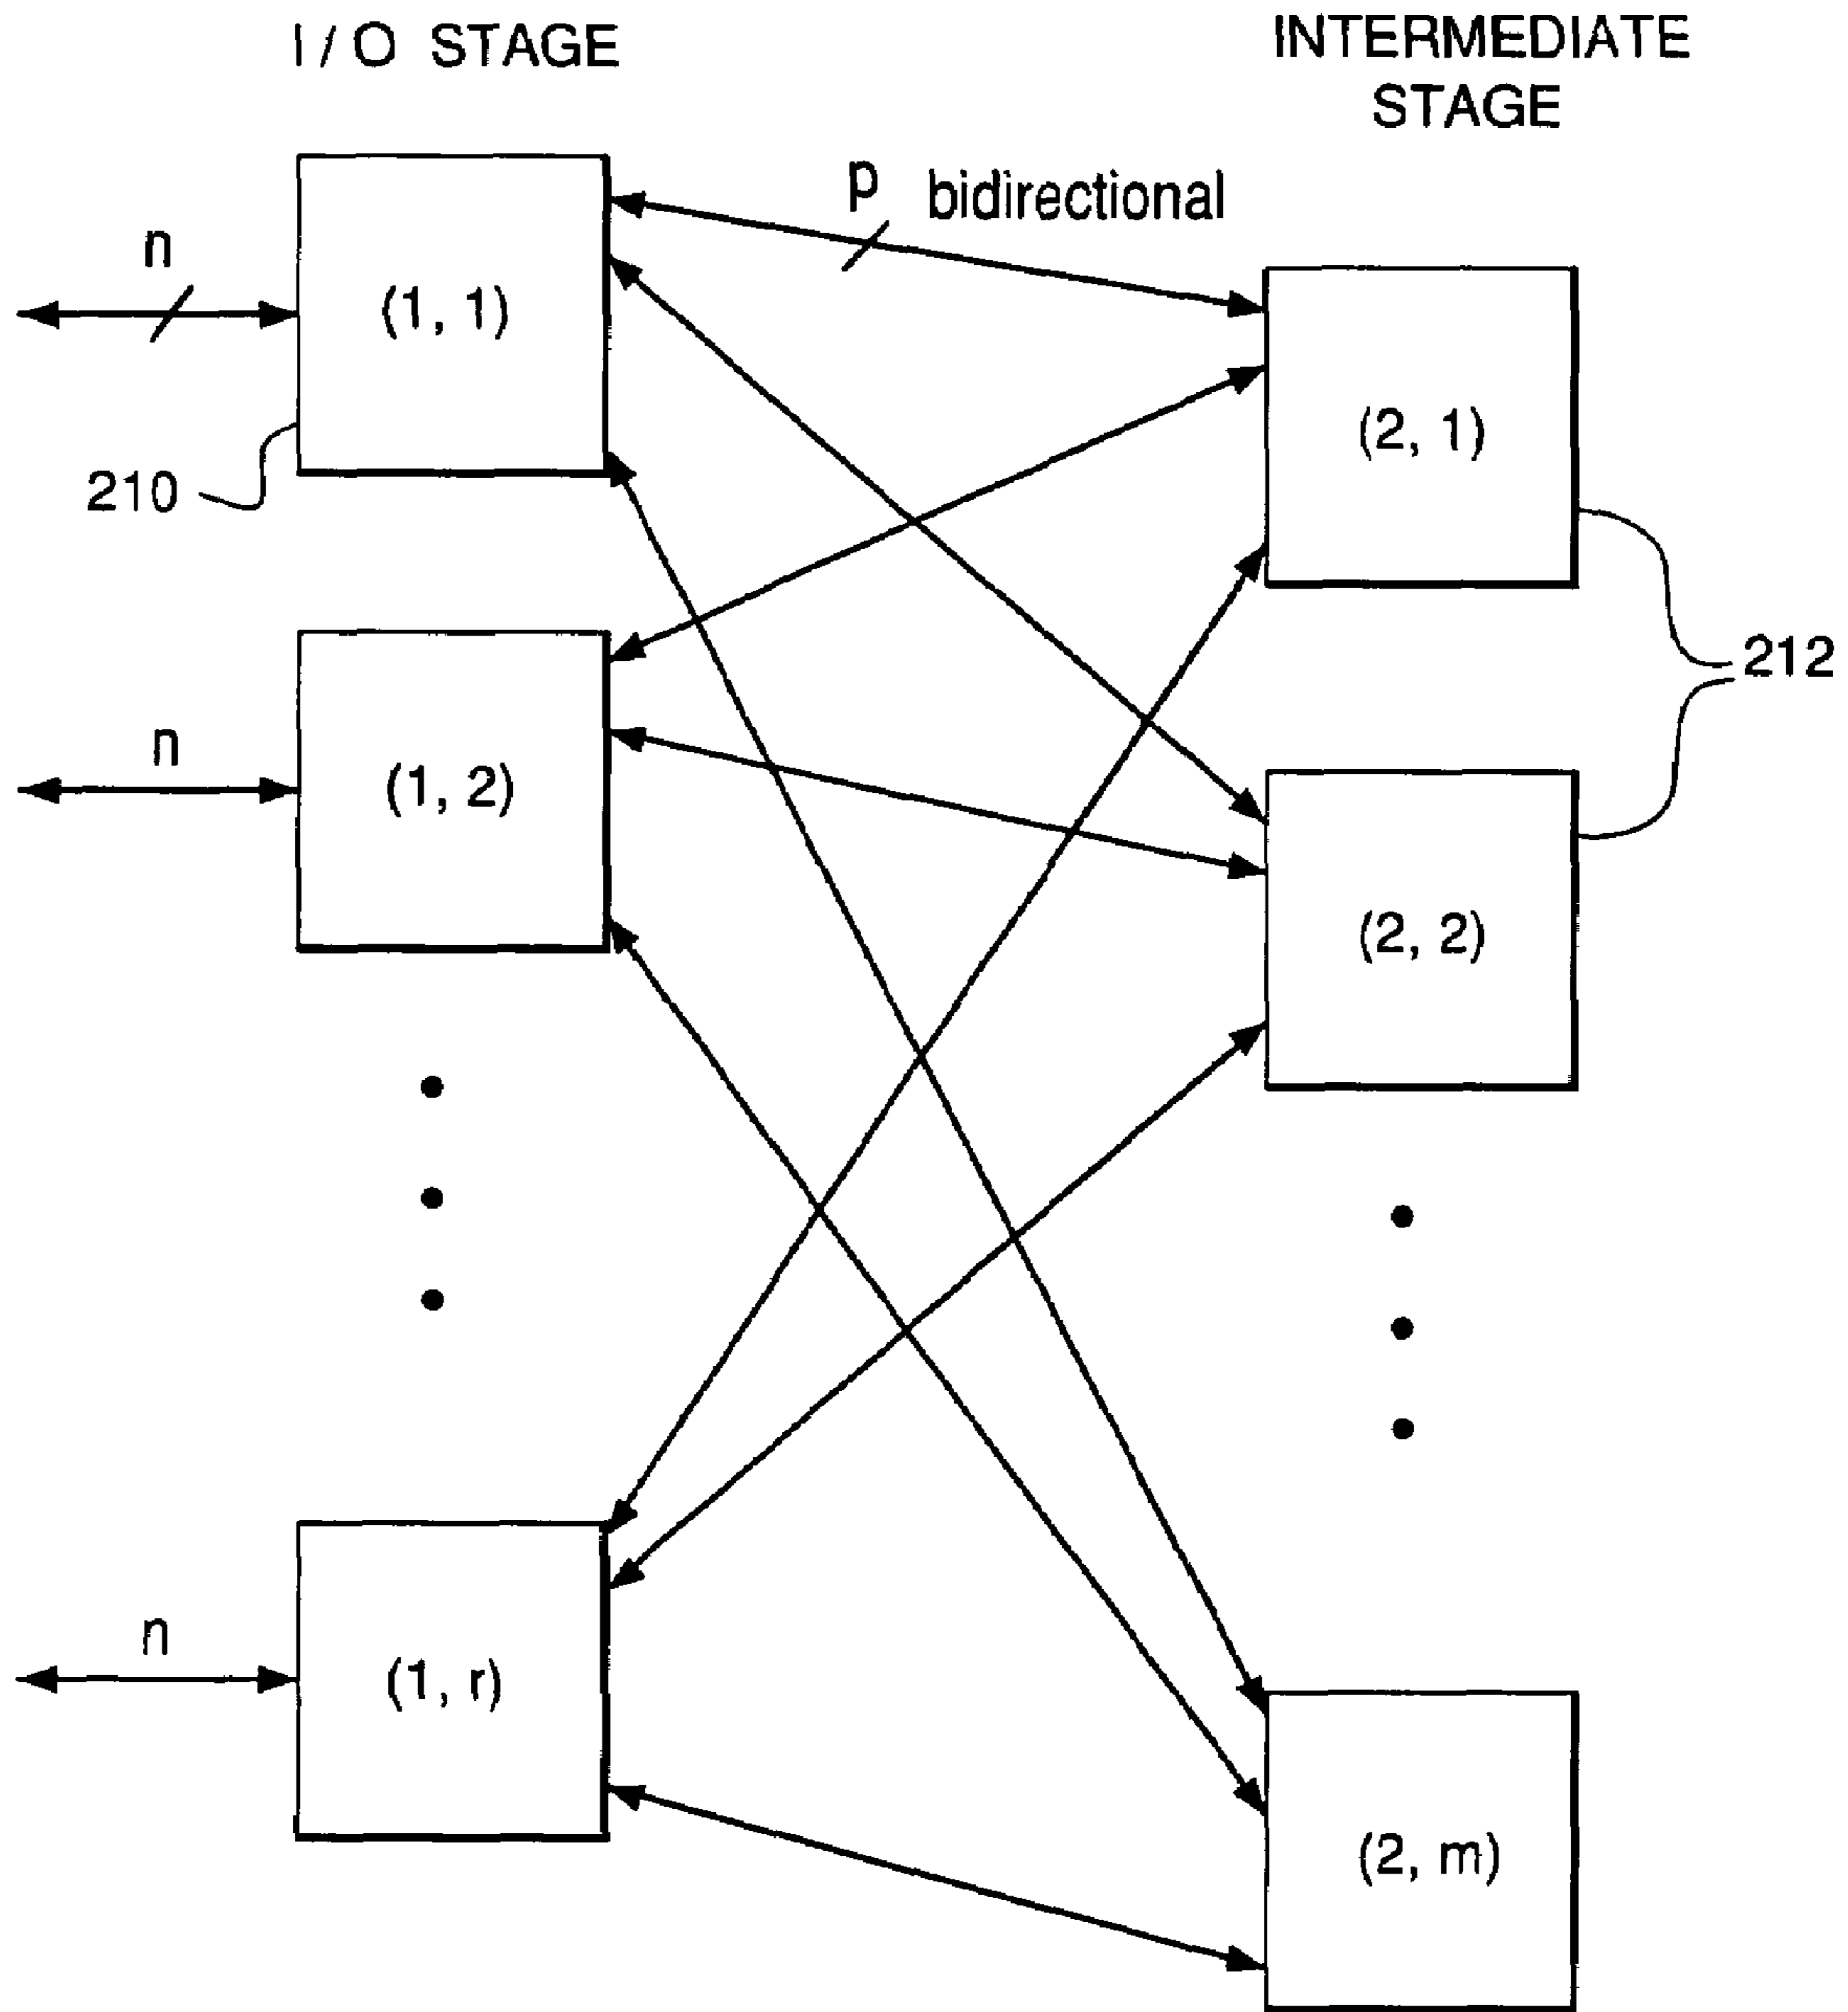 I / O STAGE
INTERMEDIATE
STAGE
p bidirectional
n
(1, 1)
(2, 1)
210
212
n
(1, 2)
(2, 2)
n
(1, r)
(2, m)